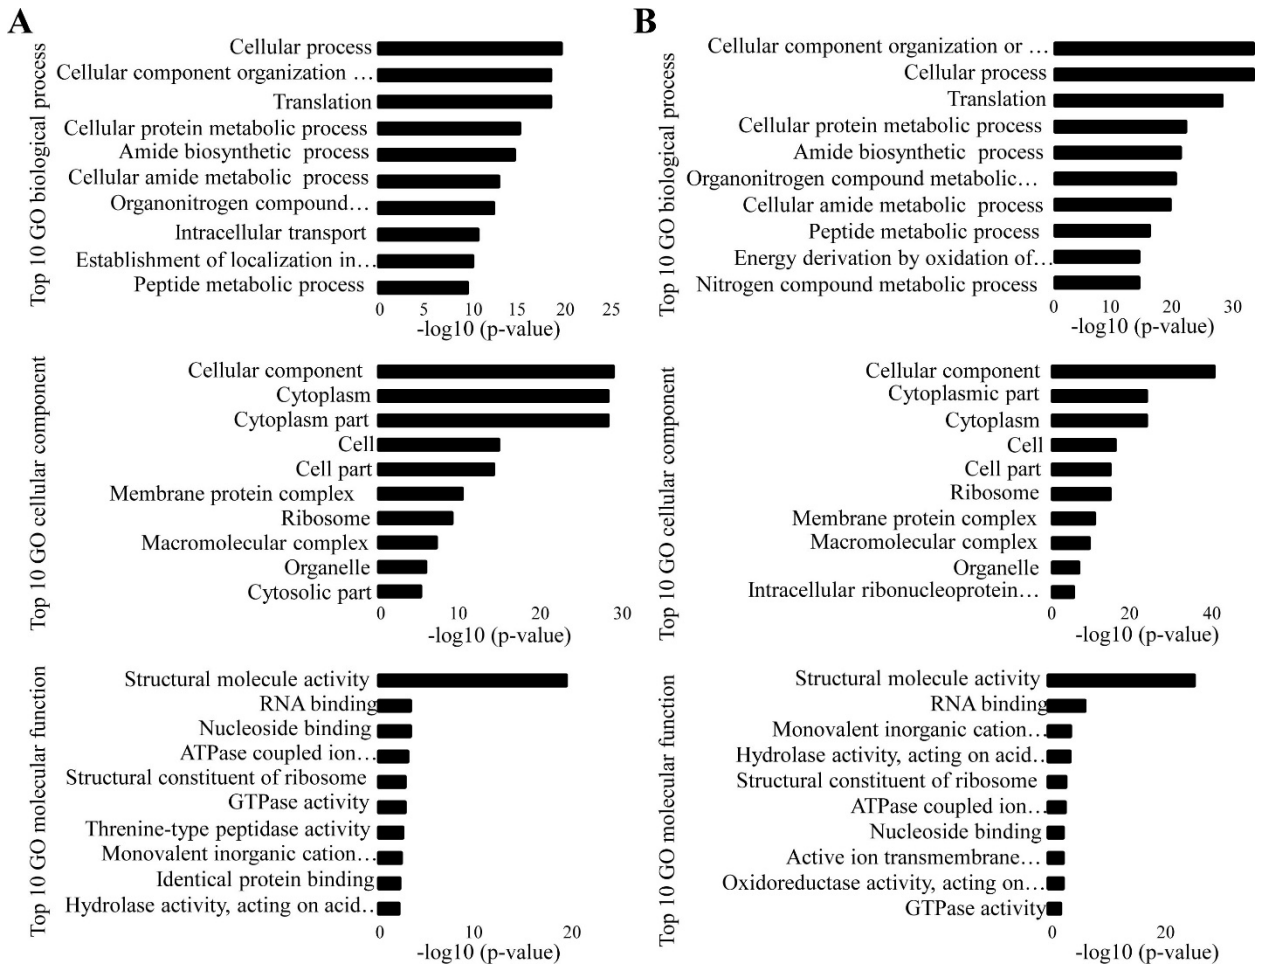 A
Top 10 GO biological process
Cellular process
Cellular component organization …
Translation
Cellular protein metabolic process
Amide biosynthetic process
Cellular amide metabolic process
Organonitrogen compound…
Intracellular transport
Establishment of localization in…
Peptide metabolic process
0 5 10 15 20 25
-log10 (p-value)
Top 10 GO cellular component
Cellular component
Cytoplasm
Cytoplasm part
Cell
Cell part
Membrane protein complex
Ribosome
Macromolecular complex
Organelle
Cytosolic part
0 10 20 30
-log10 (p-value)
Top 10 GO molecular function
Structural molecule activity
RNA binding
Nucleoside binding
ATPase coupled ion…
Structural constituent of ribosome
GTPase activity
Threnine-type peptidase activity
Monovalent inorganic cation…
Identical protein binding
Hydrolase activity, acting on acid..
0 10 20
-log10 (p-value)
B
Top 10 GO biological process
Cellular component organization or …
Cellular process
Translation
Cellular protein metabolic process
Amide biosynthetic process
Organonitrogen compound metabolic…
Cellular amide metabolic process
Peptide metabolic process
Energy derivation by oxidation of…
Nitrogen compound metabolic process
0 10 20 30
-log10 (p-value)
Top 10 GO cellular component
Cellular component
Cytoplasmic part
Cytoplasm
Cell
Cell part
Ribosome
Membrane protein complex
Macromolecular complex
Organelle
Intracellular ribonucleoprotein…
0 20 40
-log10 (p-value)
Top 10 GO molecular function
Structural molecule activity
RNA binding
Monovalent inorganic cation…
Hydrolase activity, acting on acid..
Structural constituent of ribosome
ATPase coupled ion…
Nucleoside binding
Active ion transmembrane…
Oxidoreductase activity, acting on…
GTPase activity
0 20
-log10 (p-value)